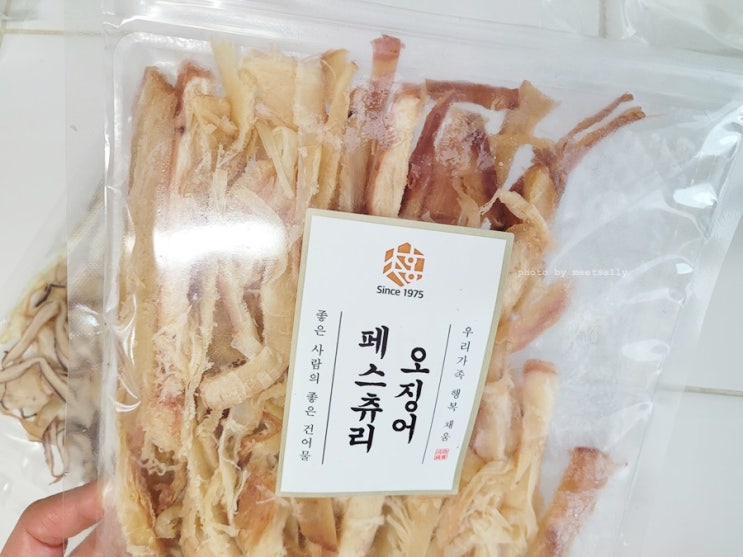 Since 1975
우리가족 행복 채움
오징어
페스츄리
좋은 사람의 좋은 건어물
photo by meetsally